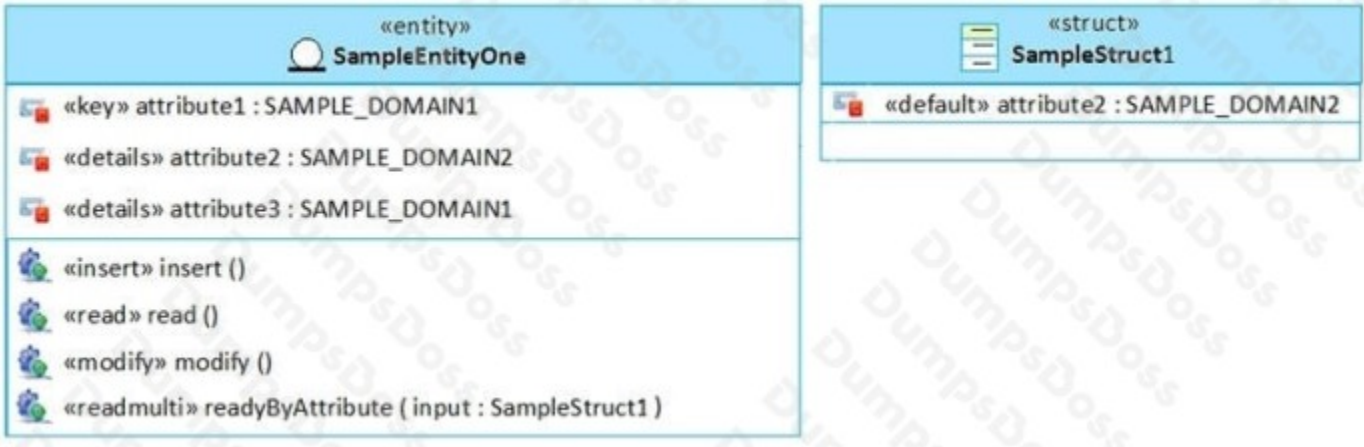 «entity»
SampleEntityOne
«key» attribute1 : SAMPLE_DOMAIN1
«details» attribute2 : SAMPLE_DOMAIN2
«details» attribute3 : SAMPLE_DOMAIN1
«insert» insert ()
«read» read ()
«modify» modify ()
«readmulti» readyByAttribute ( input : SampleStruct1 )
«struct»
SampleStruct1
«default» attribute2 : SAMPLE_DOMAIN2
DumpsDoss